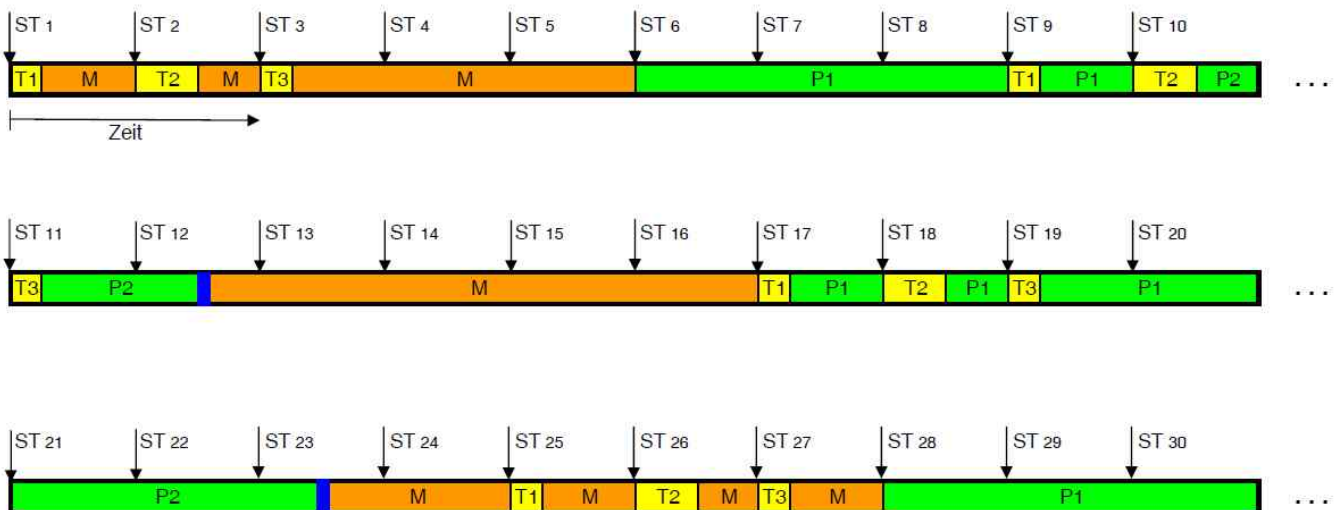 ST 1 ST 2 ST 3 ST 4 ST 5 ST 6 ST 7 ST 8 ST 9 ST 10
T1 M T2 M T3 M P1 T1 P1 T2 P2 . . .
Zeit
ST 11 ST 12 ST 13 ST 14 ST 15 ST 16 ST 17 ST 18 ST 19 ST 20
T3 P2 M T1 P1 T2 P1 T3 P1 . . .
ST 21 ST 22 ST 23 ST 24 ST 25 ST 26 ST 27 ST 28 ST 29 ST 30
P2 M T1 M T2 M T3 M P1 . . .